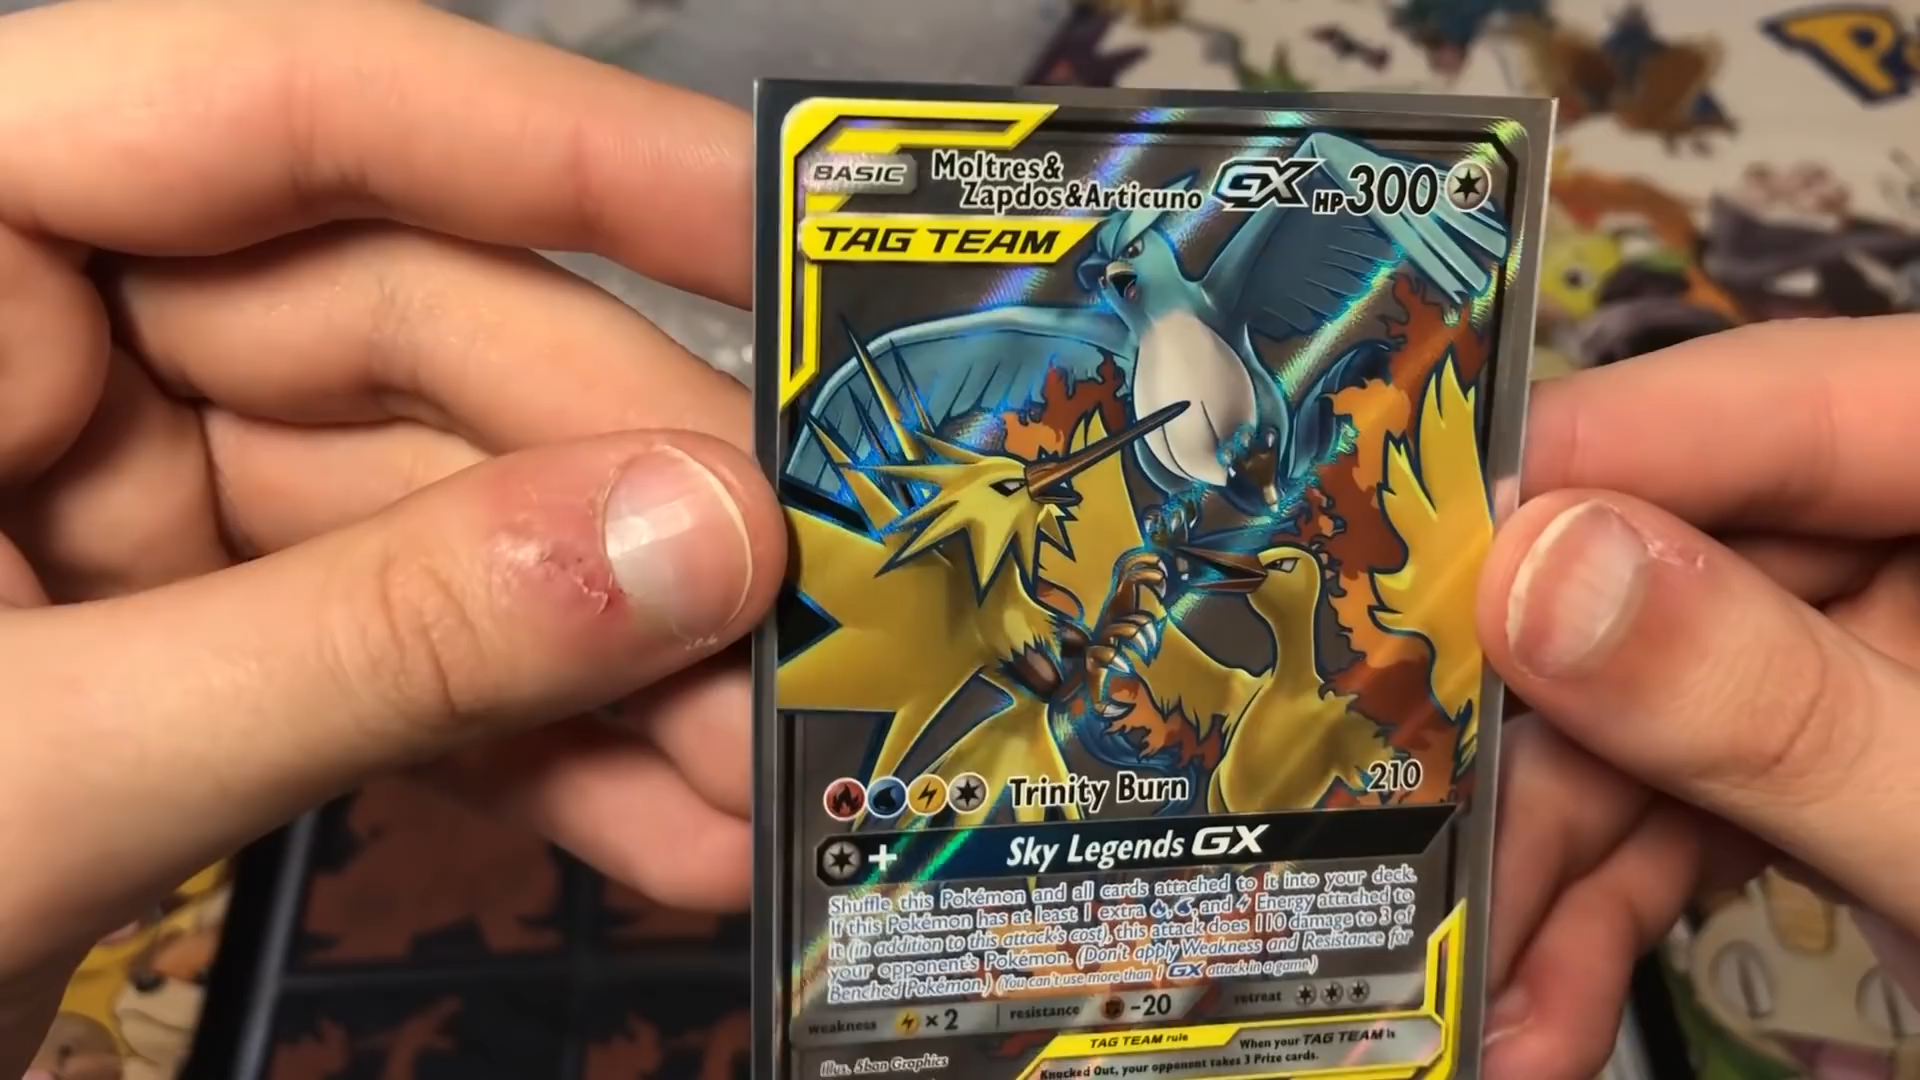 BASIC Moltres&
Zapdos&Articuno GX HP300
TAG TEAM
Trinity Burn 210
+ Sky Legends GX
Shuffle this Pokémon and all cards attached to it into your deck.
If this Pokémon has at least 1 extra , , and Energy attached to
it (in addition to this attack's cost), this attack does 110 damage to 3 of
your opponent's Pokémon. (Don't apply Weakness and Resistance for
Benched Pokémon.) (You can't use more than 1 GX attack in a game.)
weakness ×2 resistance -20 retreat
TAG TEAM rule When your TAG TEAM is
Illus. 5ban Graphics
Knocked Out, your opponent takes 3 Prize cards.